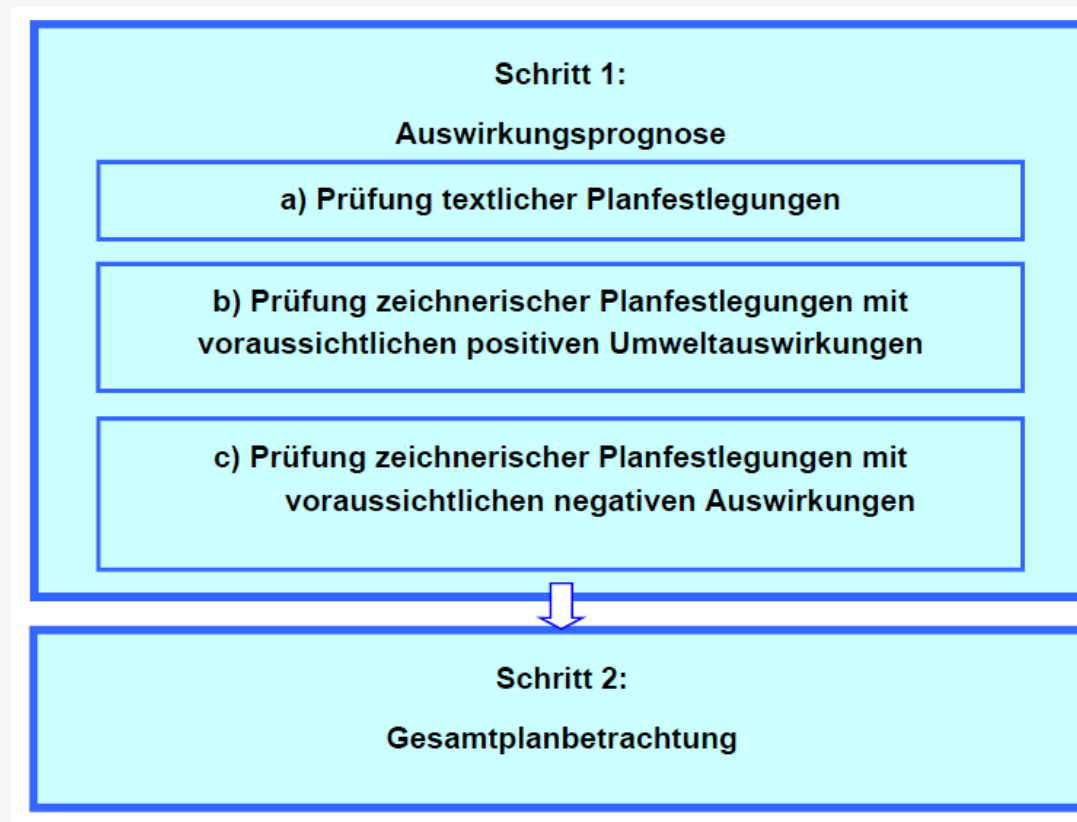 Schritt 1:
Auswirkungsprognose
a) Prüfung textlicher Planfestlegungen
b) Prüfung zeichnerischer Planfestlegungen mit
voraussichtlichen positiven Umweltauswirkungen
c) Prüfung zeichnerischer Planfestlegungen mit
voraussichtlichen negativen Auswirkungen
Schritt 2:
Gesamtplanbetrachtung